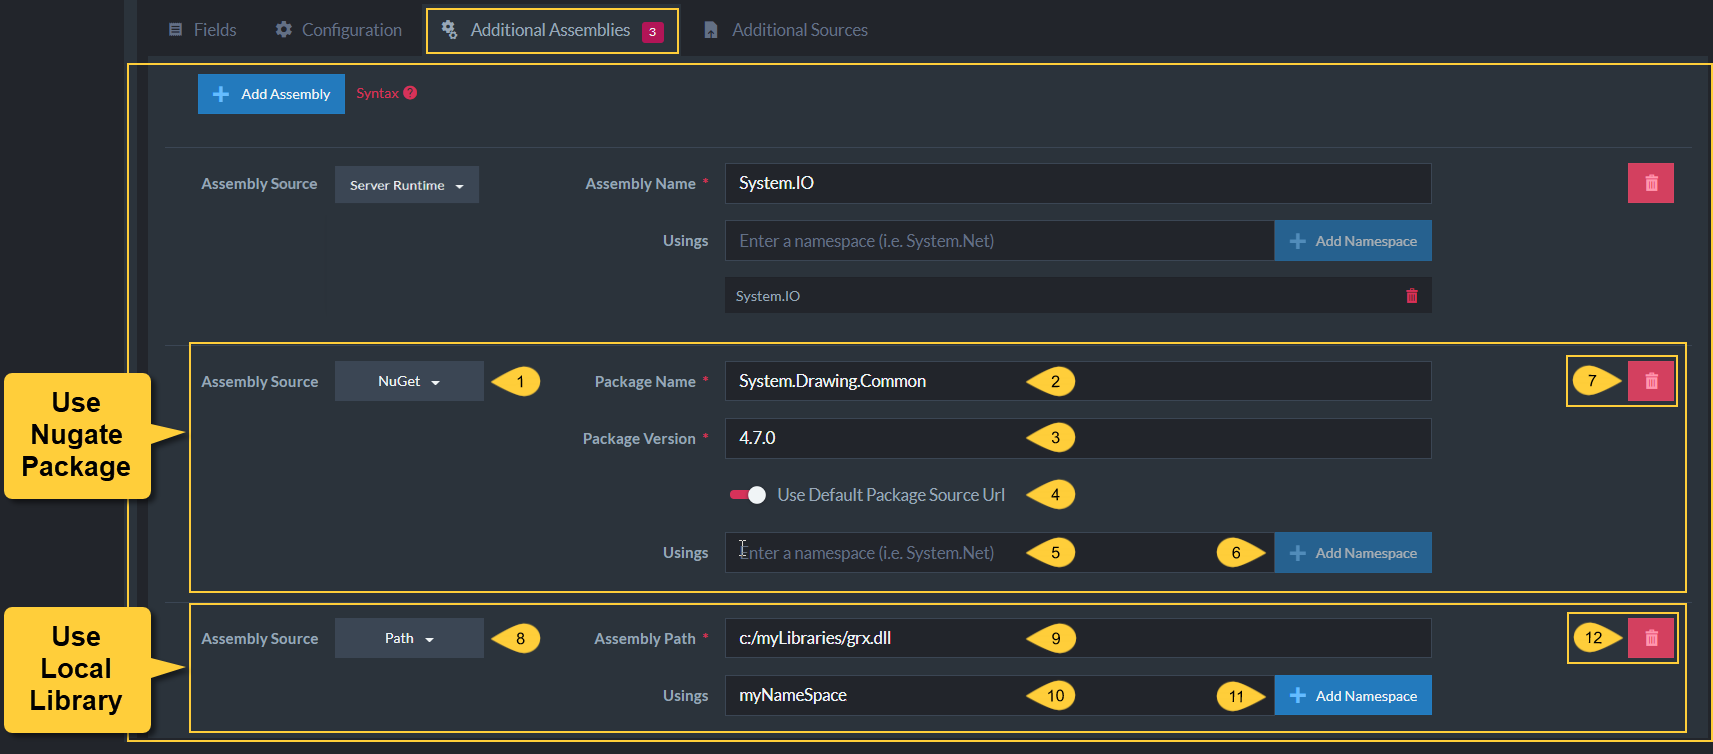 Fields Configuration Additional Assemblies 3 Additional Sources
Add Assembly Syntax ?
Assembly Source Server Runtime Assembly Name * System.IO
Usings Enter a namespace (i.e. System.Net) Add Namespace
System.IO
Use
Nugate
Package
Assembly Source NuGet 1 Package Name * System.Drawing.Common 2 7
Package Version * 4.7.0 3
Use Default Package Source Url 4
Usings Enter a namespace (i.e. System.Net) 5 6 Add Namespace
Use
Local
Library
Assembly Source Path 8 Assembly Path * c:/myLibraries/grx.dll 9 12
Usings myNameSpace 10 11 Add Namespace